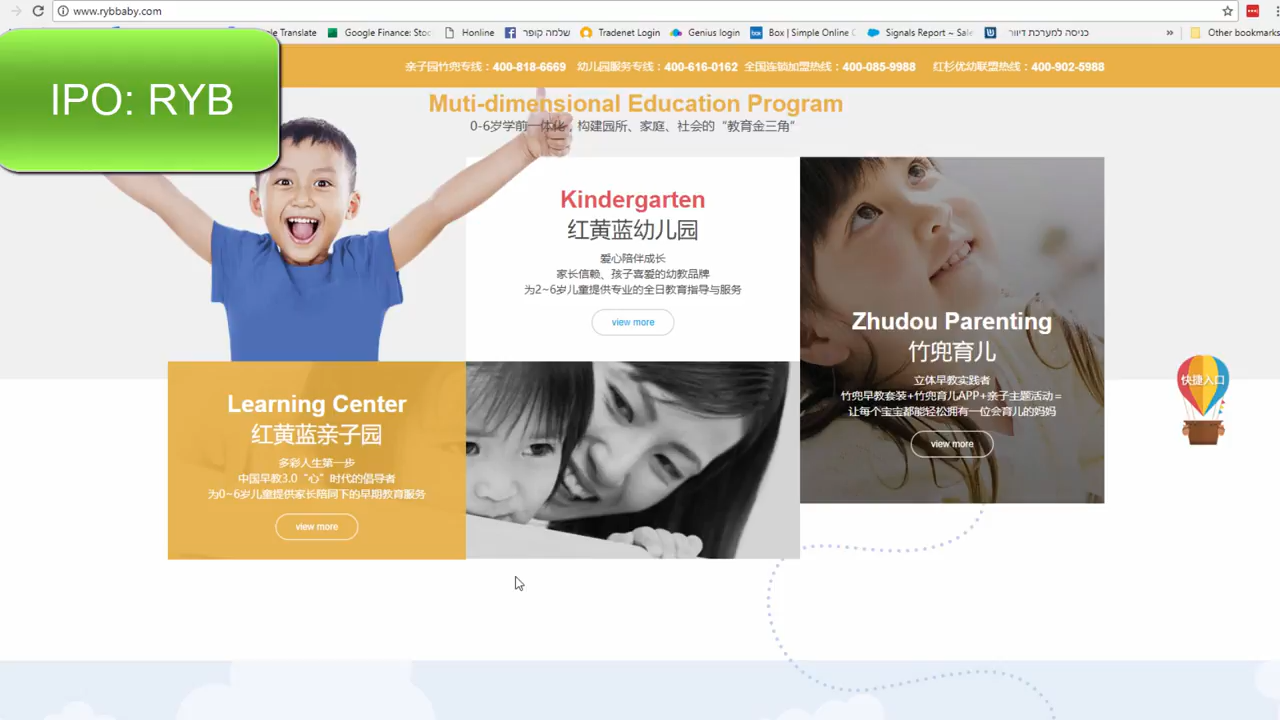 www.rybbaby.com
Translate
Google Finance: Stoc
Honline
שלמה קופר
Tradenet Login
Genius login
Box | Simple Online C
Signals Report ~ Sale
כניסה למערכת דיוור
»
Other bookmarks
亲子园竹兜专线：400-818-6669 幼儿园服务专线：400-616-0162 全国连锁加盟热线：400-085-9988 红杉优幼联盟热线：400-902-5988
IPO: RYB
Muti-dimensional Education Program
0-6岁学前一体化，构建园所、家庭、社会的“教育金三角”
Kindergarten
红黄蓝幼儿园
爱心陪伴成长
家长信赖、孩子喜爱的幼教品牌
为2~6岁儿童提供专业的全日教育指导与服务
view more
Zhudou Parenting
竹兜育儿
立体早教实践者
竹兜早教套装+竹兜育儿APP+亲子主题活动＝
让每个宝宝都能轻松拥有一位会育儿的妈妈
view more
快捷入口
Learning Center
红黄蓝亲子园
多彩人生第一步
中国早教3.0“心”时代的倡导者
为0~6岁儿童提供家长陪同下的早期教育服务
view more